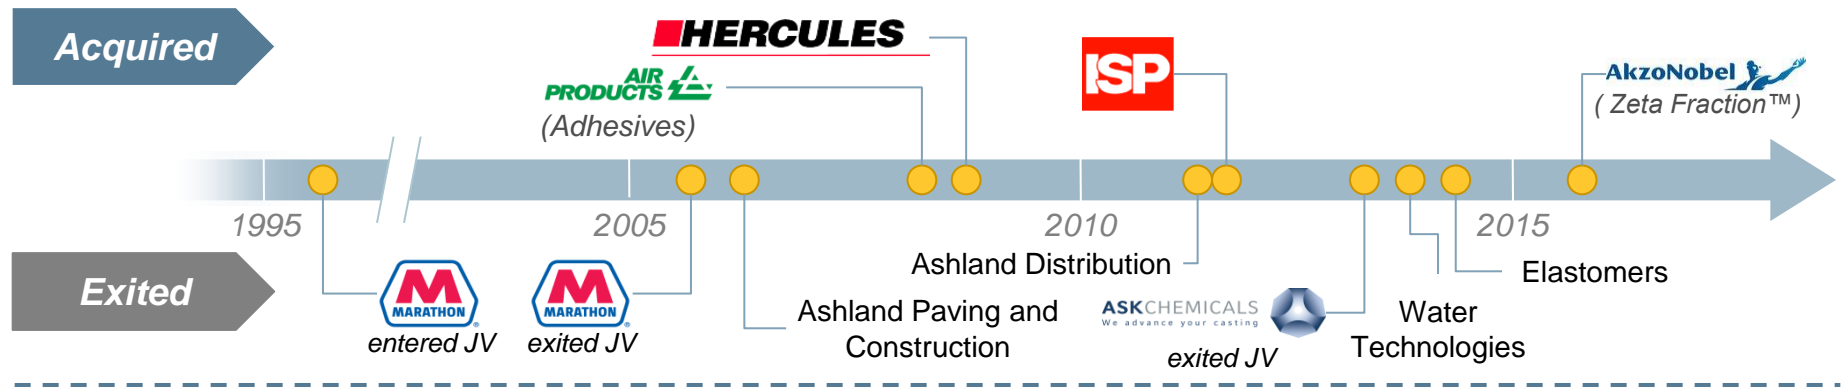 Acquired
HERCULES
AIR
PRODUCTS
(Adhesives)
ISP
AkzoNobel
( Zeta Fraction™)
1995
2005
2010
2015
Exited
M
MARATHON
entered JV
M
MARATHON
exited JV
Ashland Paving and
Construction
Ashland Distribution
ASKCHEMICALS
We advance your casting
exited JV
Water
Technologies
Elastomers